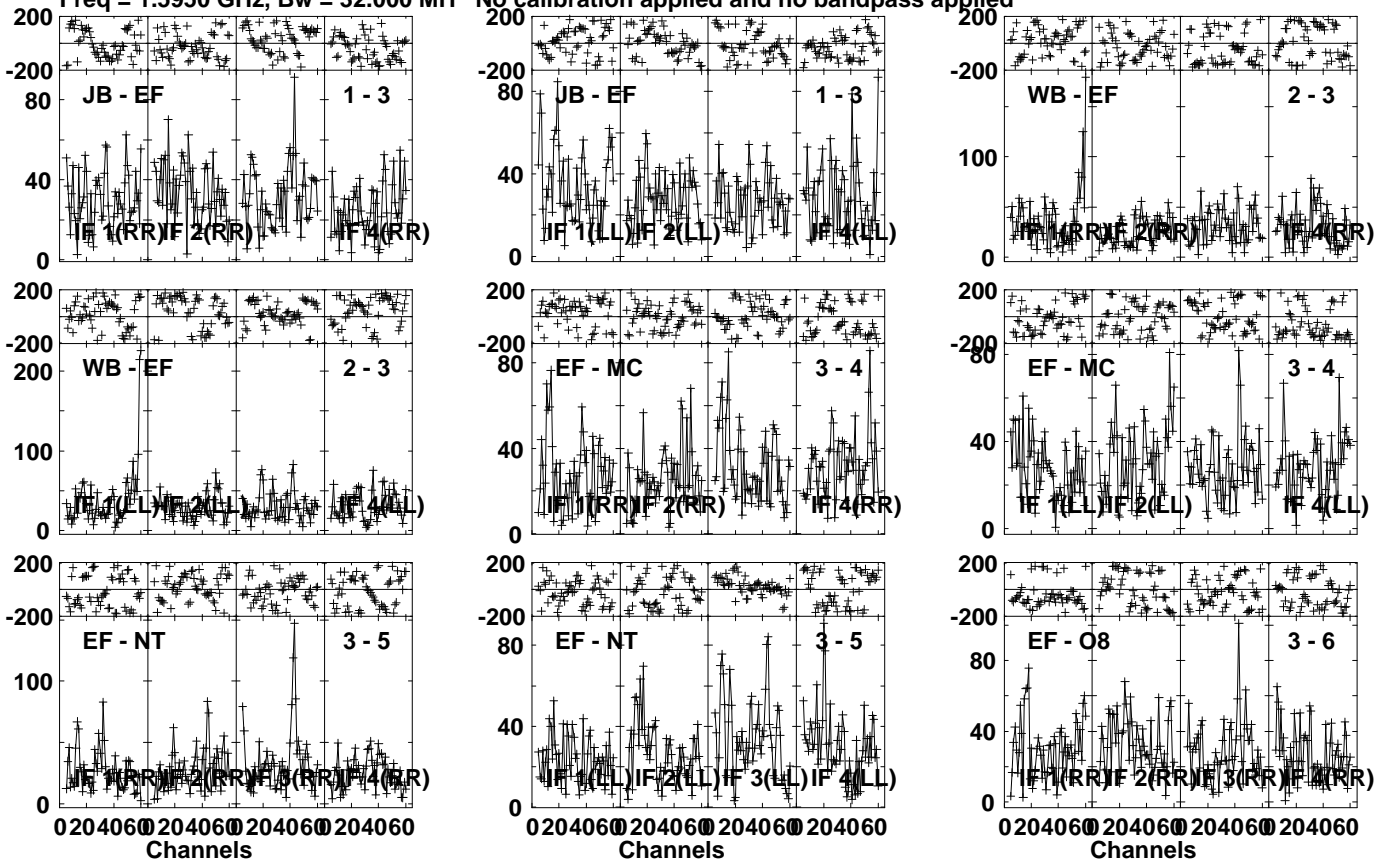 Freq = 1.5950 GHz, Bw = 32.000 MH No calibration applied and no bandpass applied
200
-200
JB - EF 1 - 3
80
40
0
IF 1(RR) IF 2(RR) IF 4(RR)
200
-200
JB - EF 1 - 3
80
40
0
IF 1(LL) IF 2(LL) IF 4(LL)
200
-200
WB - EF 2 - 3
100
0
IF 1(RR) IF 2(RR) IF 4(RR)
200
-200
WB - EF 2 - 3
200
100
0
IF 1(LL) IF 2(LL) IF 4(LL)
200
-200
EF - MC 3 - 4
80
40
0
IF 1(RR) IF 2(RR) IF 4(RR)
200
-200
EF - MC 3 - 4
80
40
0
IF 1(LL) IF 2(LL) IF 4(LL)
200
-200
EF - NT 3 - 5
100
0
IF 1(RR) IF 2(RR) IF 3(RR) IF 4(RR)
0 20 40 60 0 20 40 60 0 20 40 60 0 20 40 60
Channels
200
-200
EF - NT 3 - 5
80
40
0
IF 1(LL) IF 2(LL) IF 3(LL) IF 4(LL)
0 20 40 60 0 20 40 60 0 20 40 60 0 20 40 60
Channels
200
-200
EF - O8 3 - 6
80
40
0
IF 1(RR) IF 2(RR) IF 3(RR) IF 4(RR)
0 20 40 60 0 20 40 60 0 20 40 60 0 20 40 60
Channels